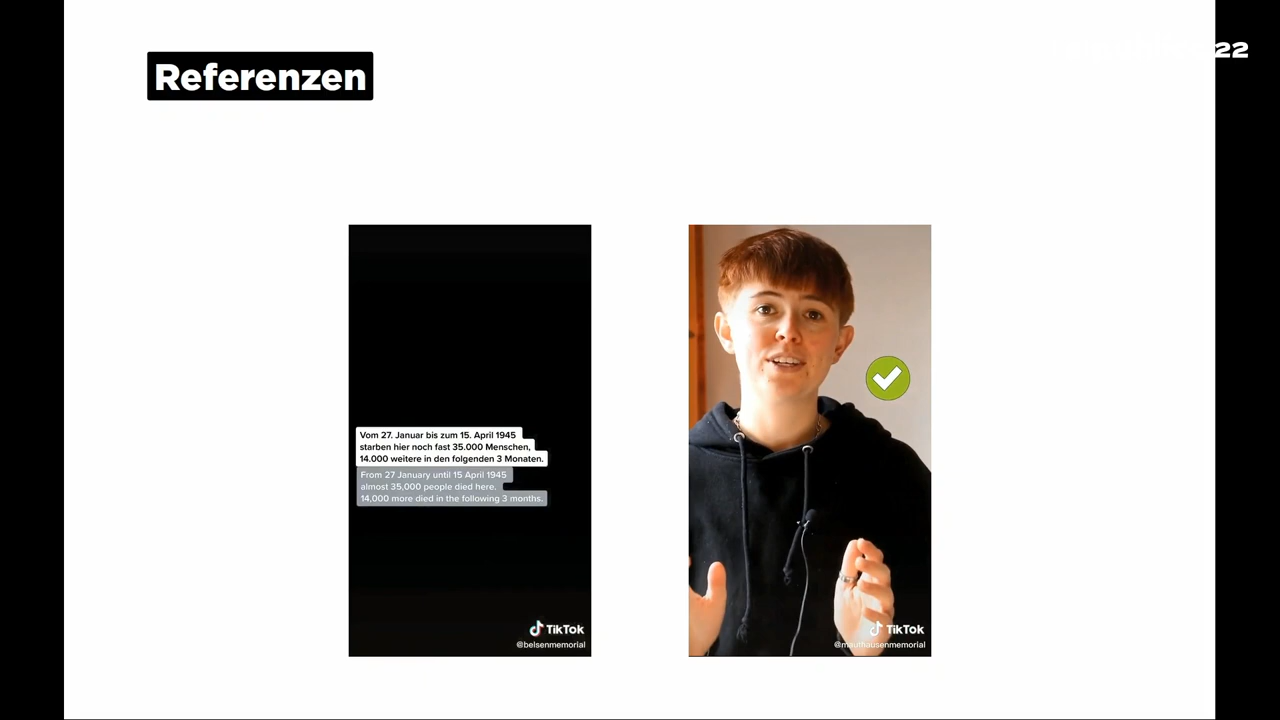 Referenzen
22
Vom 27. Januar bis zum 15. April 1945
starben hier noch fast 35.000 Menschen,
14.000 weitere in den folgenden 3 Monaten.
From 27 January until 15 April 1945
almost 35,000 people died here.
14,000 more died in the following 3 months.
TikTok
@belsenmemorial
TikTok
@mauthausenmemorial